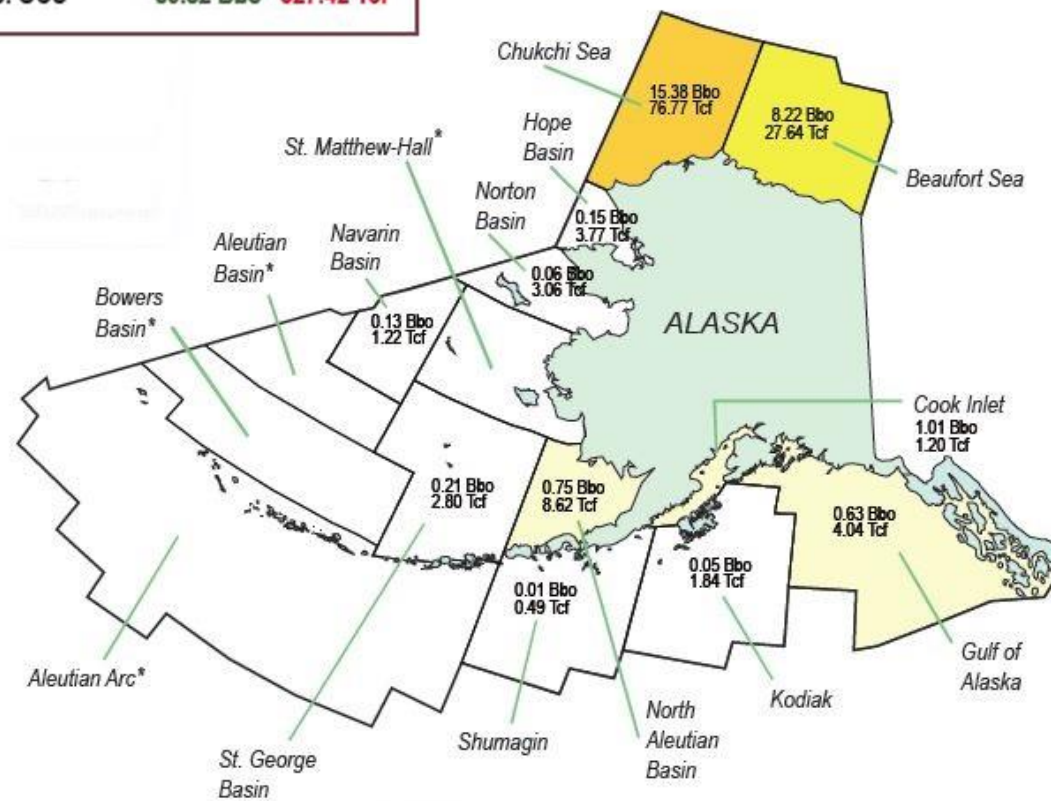 Chukchi Sea
15.38 Bbo
76.77 Tcf
8.22 Bbo
27.64 Tcf
Beaufort Sea
Hope
Basin
0.15 Bbo
3.77 Tcf
St. Matthew-Hall*
Norton
Basin
0.06 Bbo
3.06 Tcf
Navarin
Basin
0.13 Bbo
1.22 Tcf
Aleutian
Basin*
Bowers
Basin*
ALASKA
Cook Inlet
1.01 Bbo
1.20 Tcf
0.21 Bbo
2.80 Tcf
0.75 Bbo
8.62 Tcf
0.63 Bbo
4.04 Tcf
0.01 Bbo
0.49 Tcf
0.05 Bbo
1.84 Tcf
Aleutian Arc*
St. George
Basin
Shumagin
North
Aleutian
Basin
Kodiak
Gulf of
Alaska